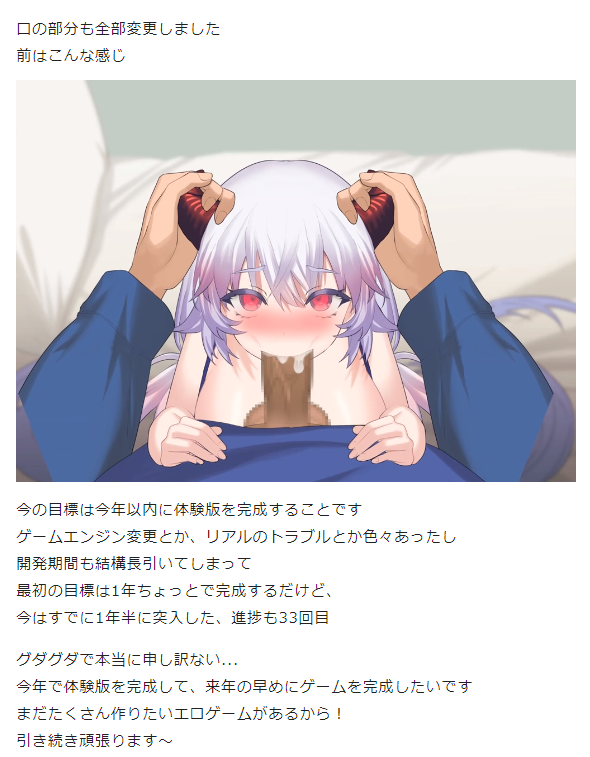 口の部分も全部変更しました
前はこんな感じ
今の目標は今年以内に体験版を完成することです
ゲームエンジン変更とか、リアルのトラブルとか色々あったし
開発期間も結構長引いてしまって
最初の目標は1年ちょっとで完成するだけど、
今はすでに1年半に突入した、進捗も33回目
グダグダで本当に申し訳ない...
今年で体験版を完成して、来年の早めにゲームを完成したいです
まだたくさん作りたいエロゲームがあるから！
引き続き頑張ります～